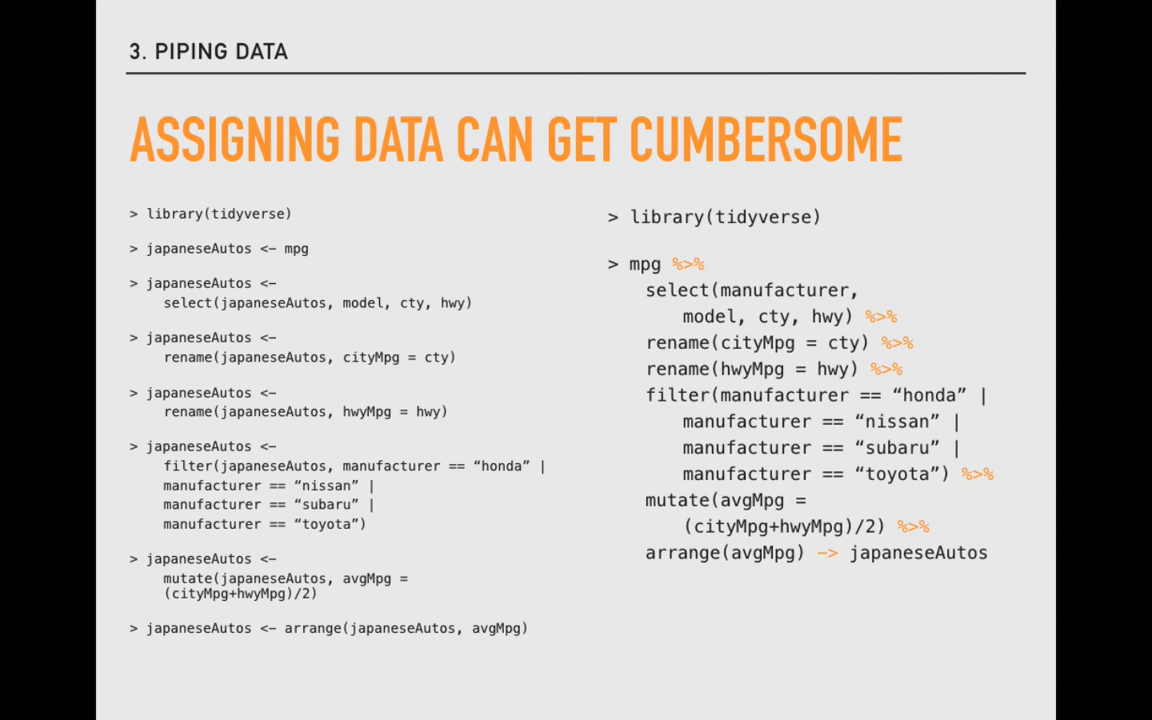 3. PIPING DATA
ASSIGNING DATA CAN GET CUMBERSOME
> library(tidyverse)
> japaneseAutos <- mpg
> japaneseAutos <-
select(japaneseAutos, model, cty, hwy)
> japaneseAutos <-
rename(japaneseAutos, cityMpg = cty)
> japaneseAutos <-
rename(japaneseAutos, hwyMpg = hwy)
> japaneseAutos <-
filter(japaneseAutos, manufacturer == “honda” |
manufacturer == “nissan” |
manufacturer == “subaru” |
manufacturer == “toyota”)
> japaneseAutos <-
mutate(japaneseAutos, avgMpg =
(cityMpg+hwyMpg)/2)
> japaneseAutos <- arrange(japaneseAutos, avgMpg)
> library(tidyverse)
> mpg %>%
select(manufacturer,
model, cty, hwy) %>%
rename(cityMpg = cty) %>%
rename(hwyMpg = hwy) %>%
filter(manufacturer == “honda” |
manufacturer == “nissan” |
manufacturer == “subaru” |
manufacturer == “toyota”) %>%
mutate(avgMpg =
(cityMpg+hwyMpg)/2) %>%
arrange(avgMpg) -> japaneseAutos